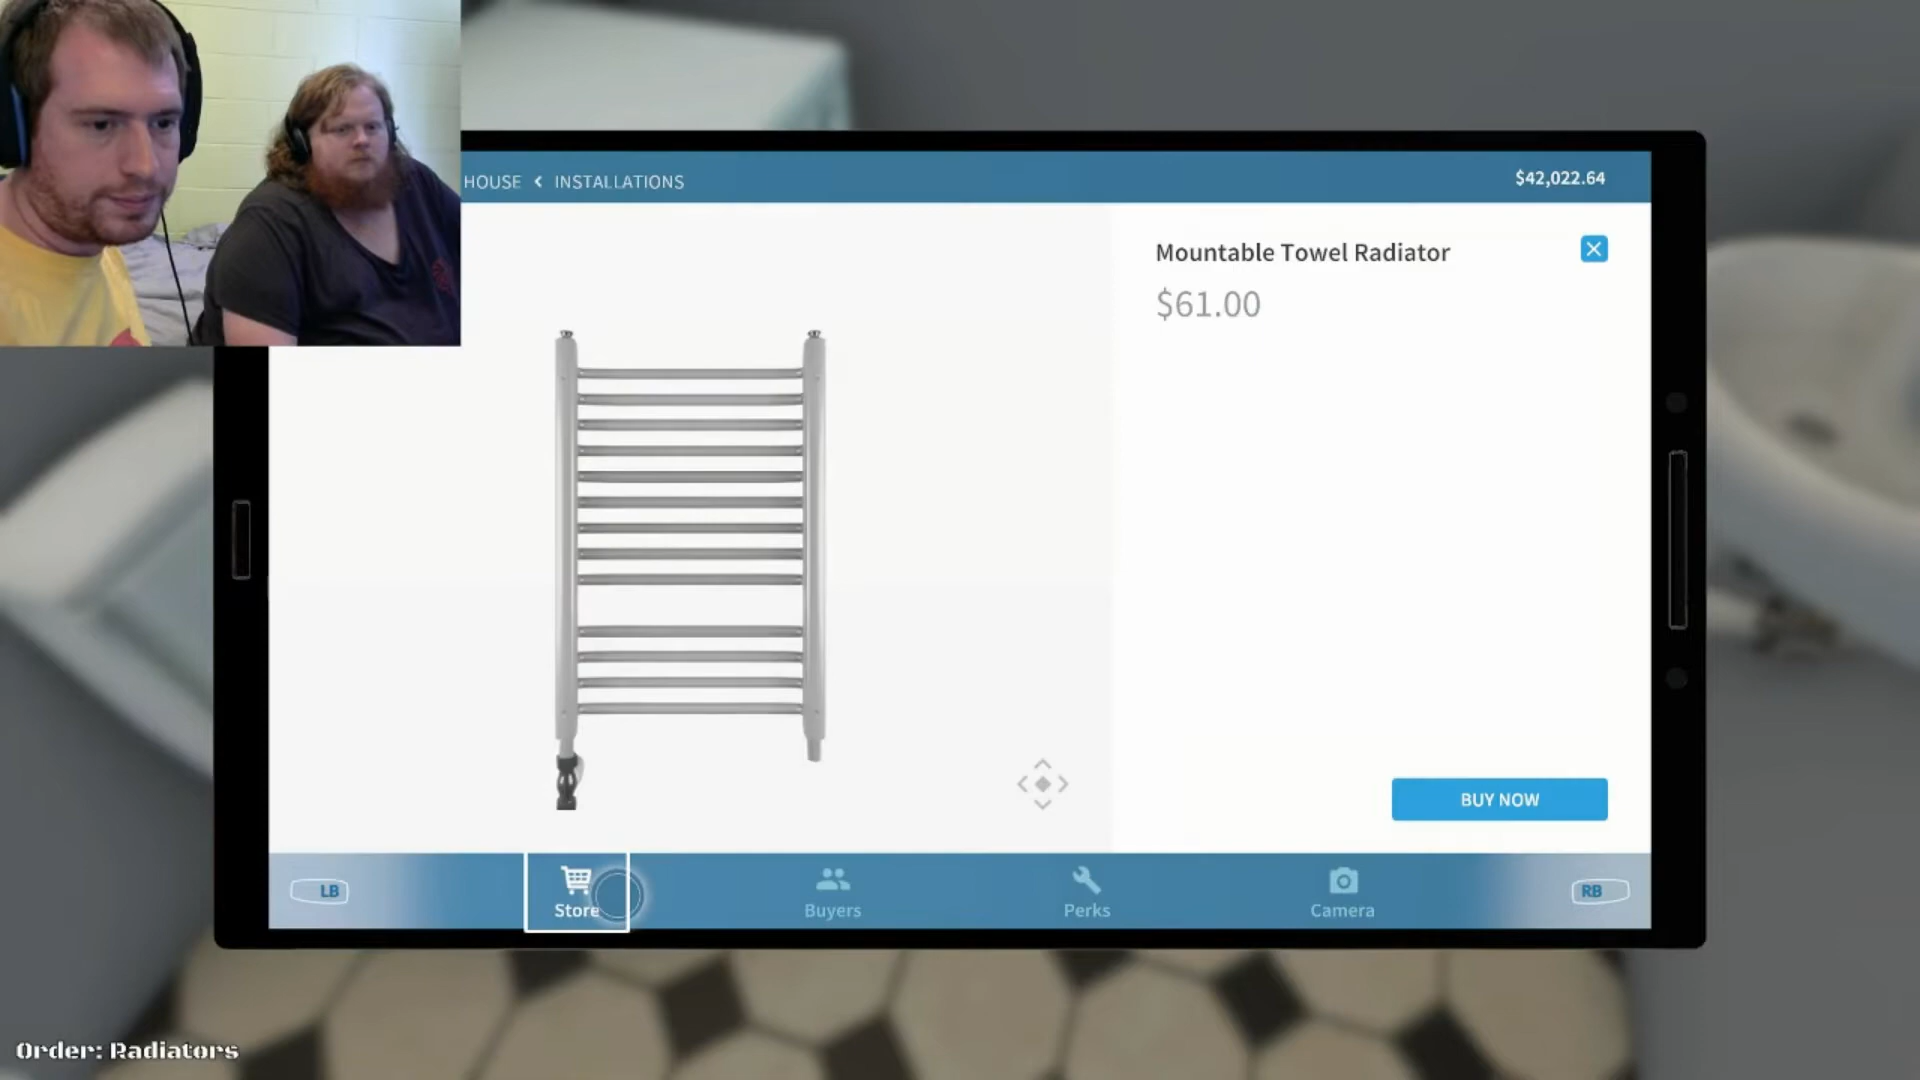 HOUSE < INSTALLATIONS
$42,022.64
Mountable Towel Radiator
$61.00
BUY NOW
LB
Store
Buyers
Perks
Camera
RB
Order: Radiators